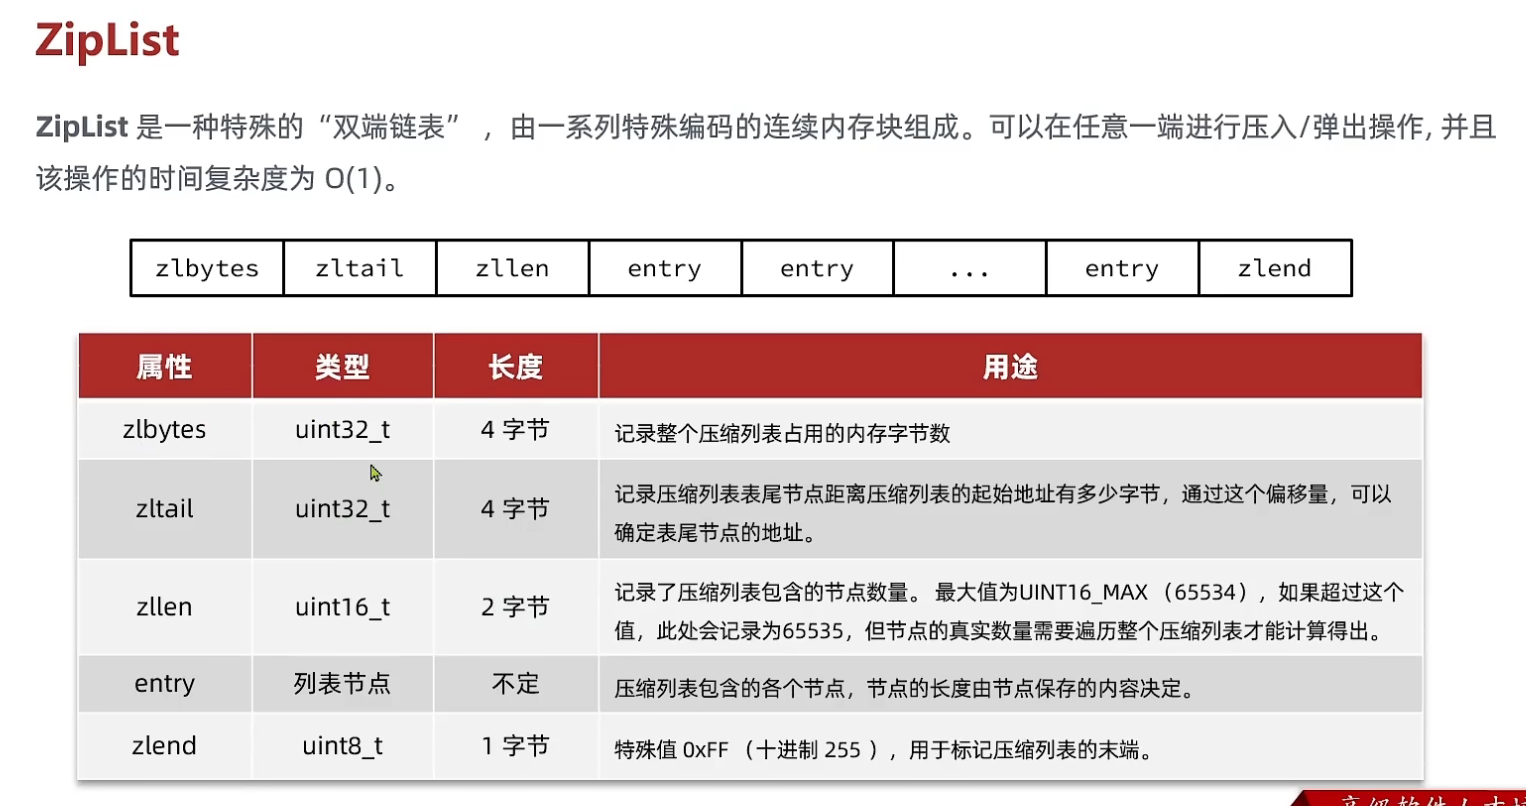 ZipList
ZipList 是一种特殊的“双端链表” ，由一系列特殊编码的连续内存块组成。可以在任意一端进行压入/弹出操作, 并且
该操作的时间复杂度为 O(1)。
zlbytes zltail zllen entry entry ... entry zlend
属性 类型 长度 用途
zlbytes uint32_t 4 字节 记录整个压缩列表占用的内存字节数
zltail uint32_t 4 字节 记录压缩列表表尾节点距离压缩列表的起始地址有多少字节，通过这个偏移量，可以
确定表尾节点的地址。
zllen uint16_t 2 字节 记录了压缩列表包含的节点数量。 最大值为UINT16_MAX （65534），如果超过这个
值，此处会记录为65535，但节点的真实数量需要遍历整个压缩列表才能计算得出。
entry 列表节点 不定 压缩列表包含的各个节点，节点的长度由节点保存的内容决定。
zlend uint8_t 1 字节 特殊值 0xFF （十进制 255 ），用于标记压缩列表的末端。